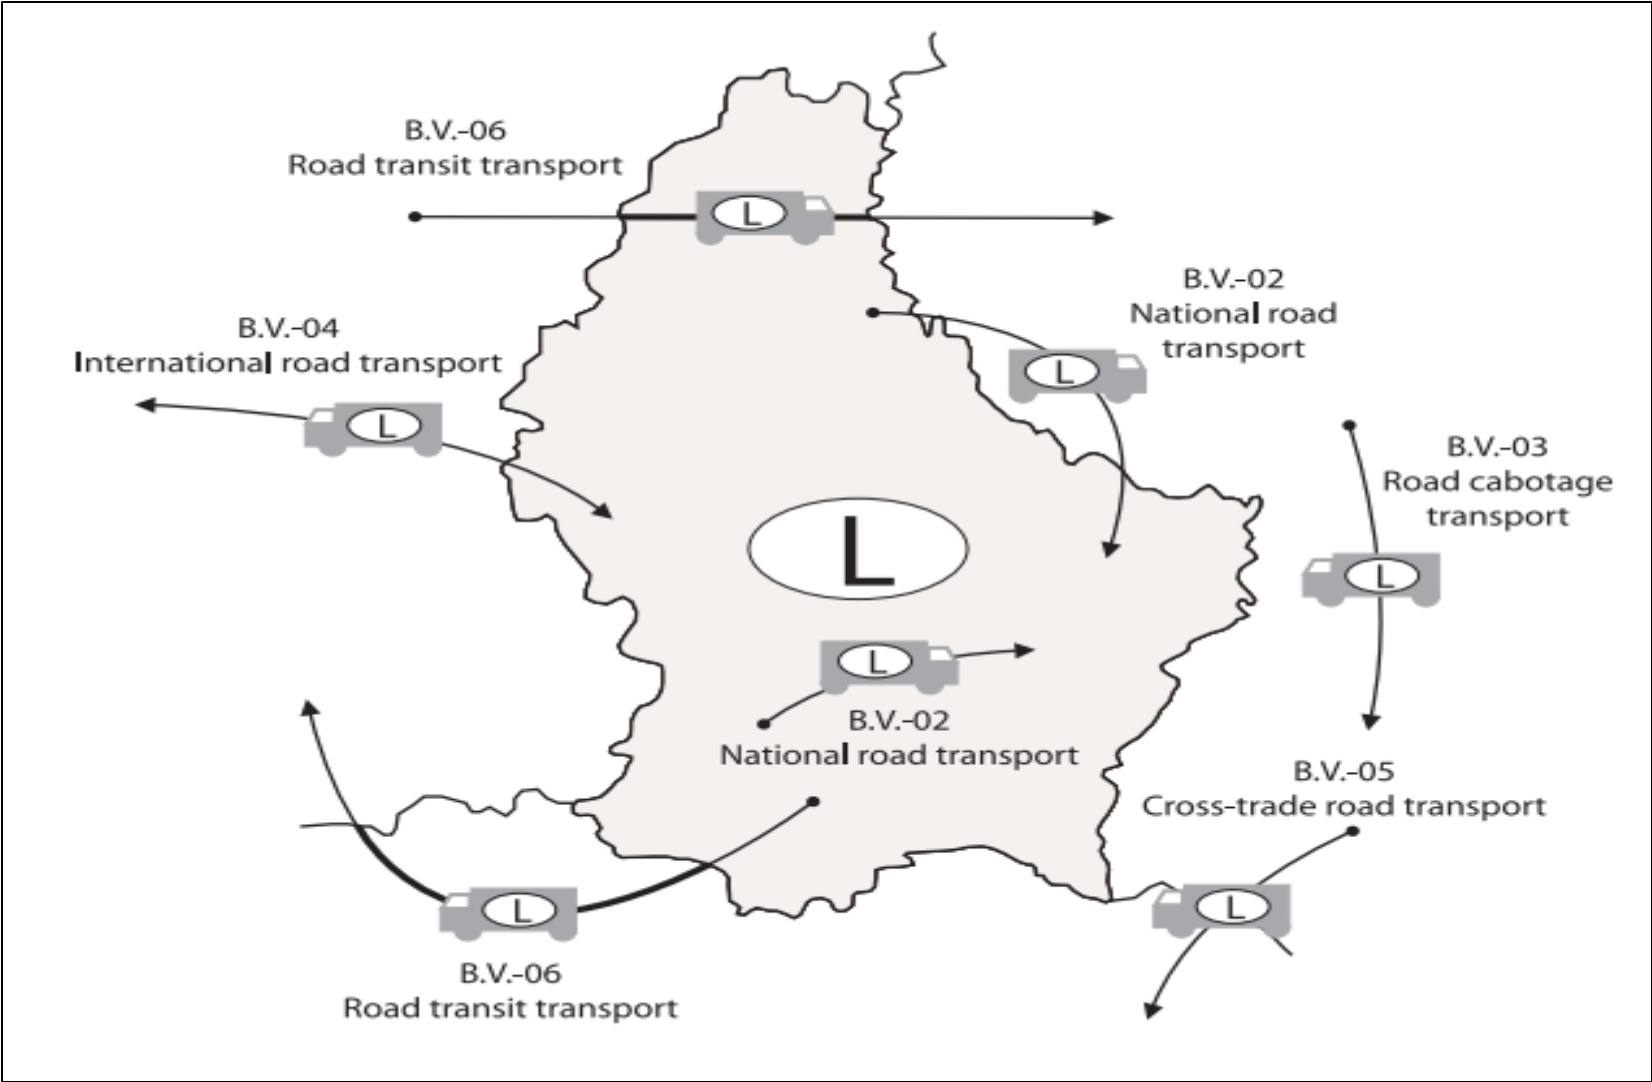 B.V.-06
Road transit transport
L
B.V.-02
National road
transport
L
B.V.-04
International road transport
L
B.V.-03
Road cabotage
transport
L
L
L
B.V.-02
National road transport
B.V.-05
Cross-trade road transport
L
L
B.V.-06
Road transit transport